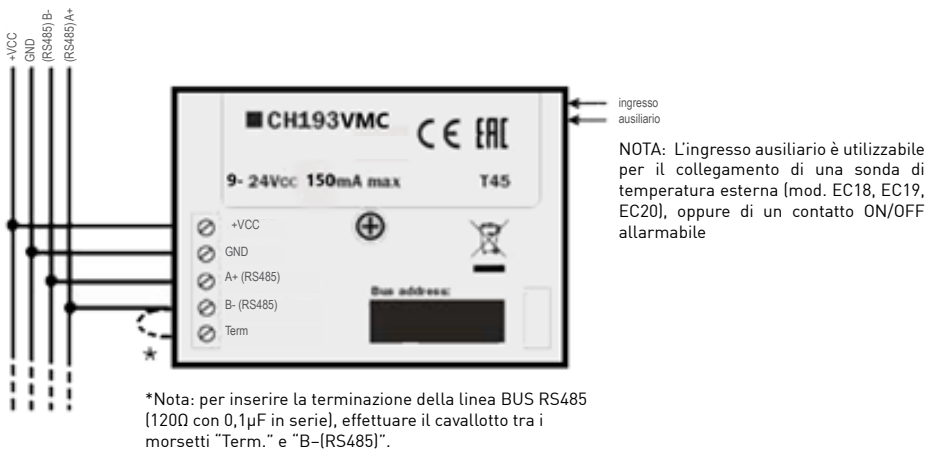 +VCC
GND
(RS485) B-
(RS485) A+
CH193VMC
CE EAC
9- 24Vcc 150mA max
T45
+VCC
GND
A+ (RS485)
B- (RS485)
Term
Bus address:
*
ingresso
ausiliario
NOTA: L'ingresso ausiliario è utilizzabile
per il collegamento di una sonda di
temperatura esterna (mod. EC18, EC19,
EC20), oppure di un contatto ON/OFF
allarmabile
*Nota: per inserire la terminazione della linea BUS RS485
(120Ω con 0,1µF in serie), effettuare il cavallotto tra i
morsetti "Term." e "B–(RS485)".